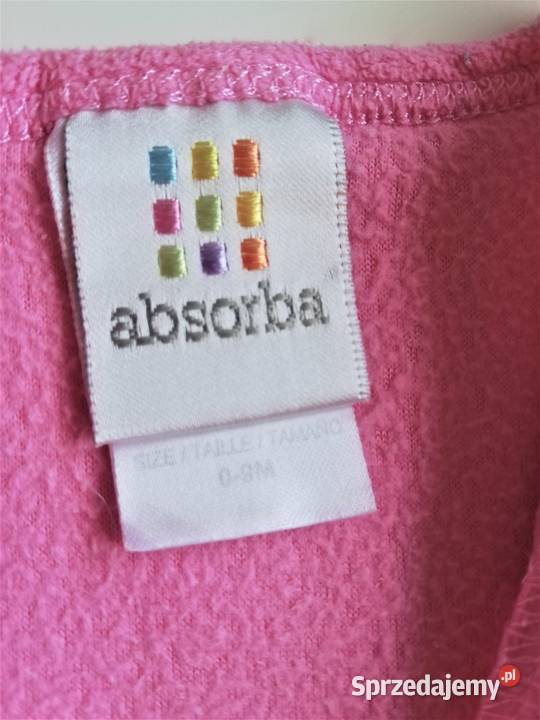 absorba
SIZE / TAILLE / TAMAÑO
0-9M
Sprzedajemy.pl